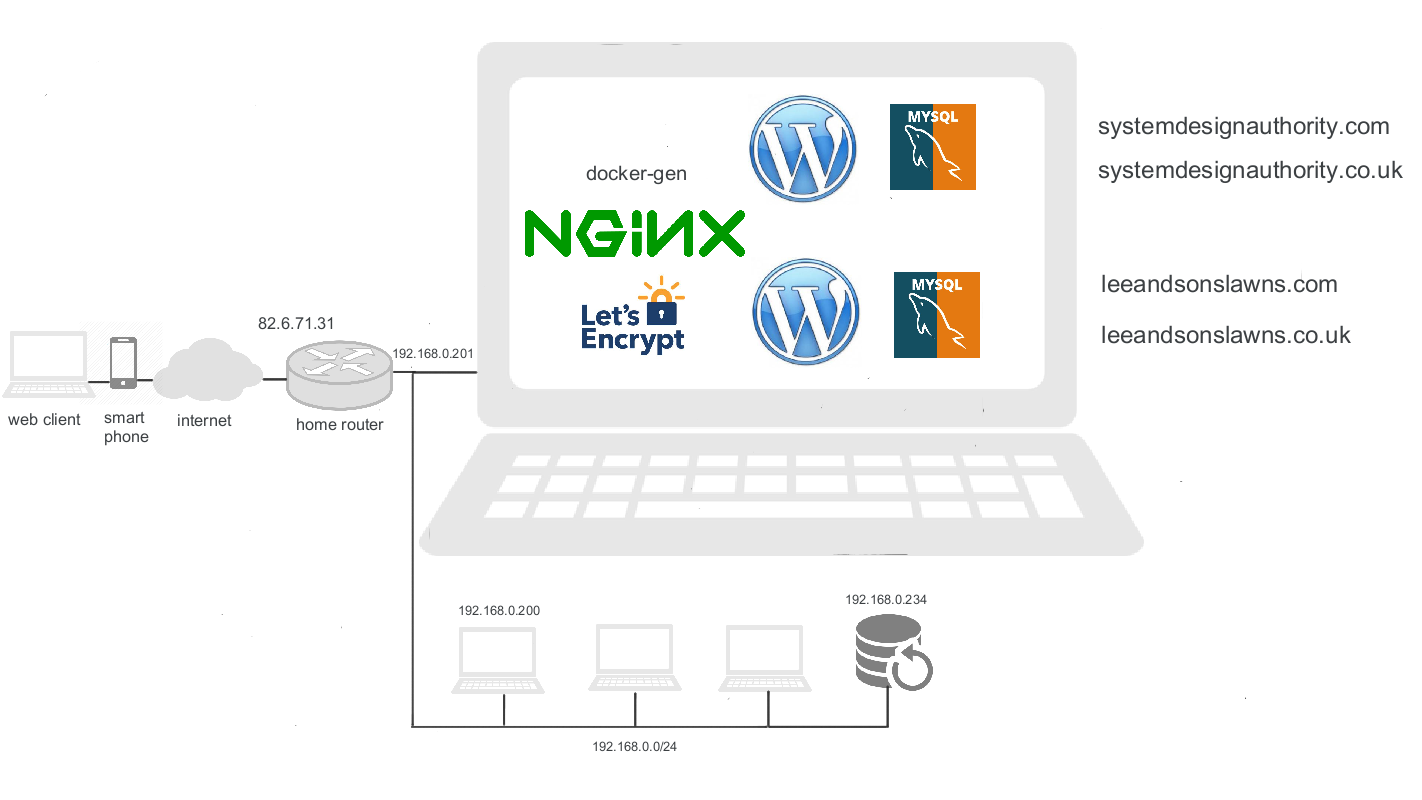 MYSQL
systemdesignauthority.com
docker-gen
systemdesignauthority.co.uk
NGINX
MYSQL
leeandsonslawns.com
Let's
Encrypt
leeandsonslawns.co.uk
82.6.71.31
192.168.0.201
web client
smart
phone
internet
home router
192.168.0.200
192.168.0.234
192.168.0.0/24